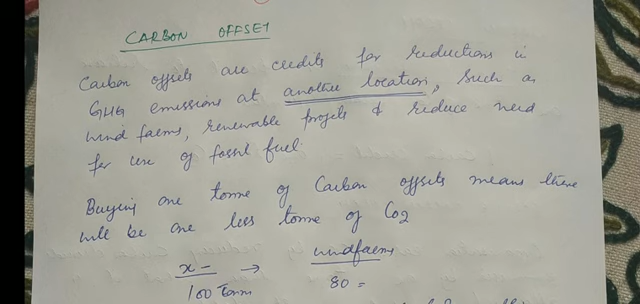 CARBON OFFSET
Carbon offsets are credits for reductions in
GHG emissions at another location, such as
wind farms, renewable projets & reduce need
for use of fossil fuel.
Buying one tonne of Carbon offsets means there
will be one less tonne of CO2
x - → windfarms
100 Tonns 80 =